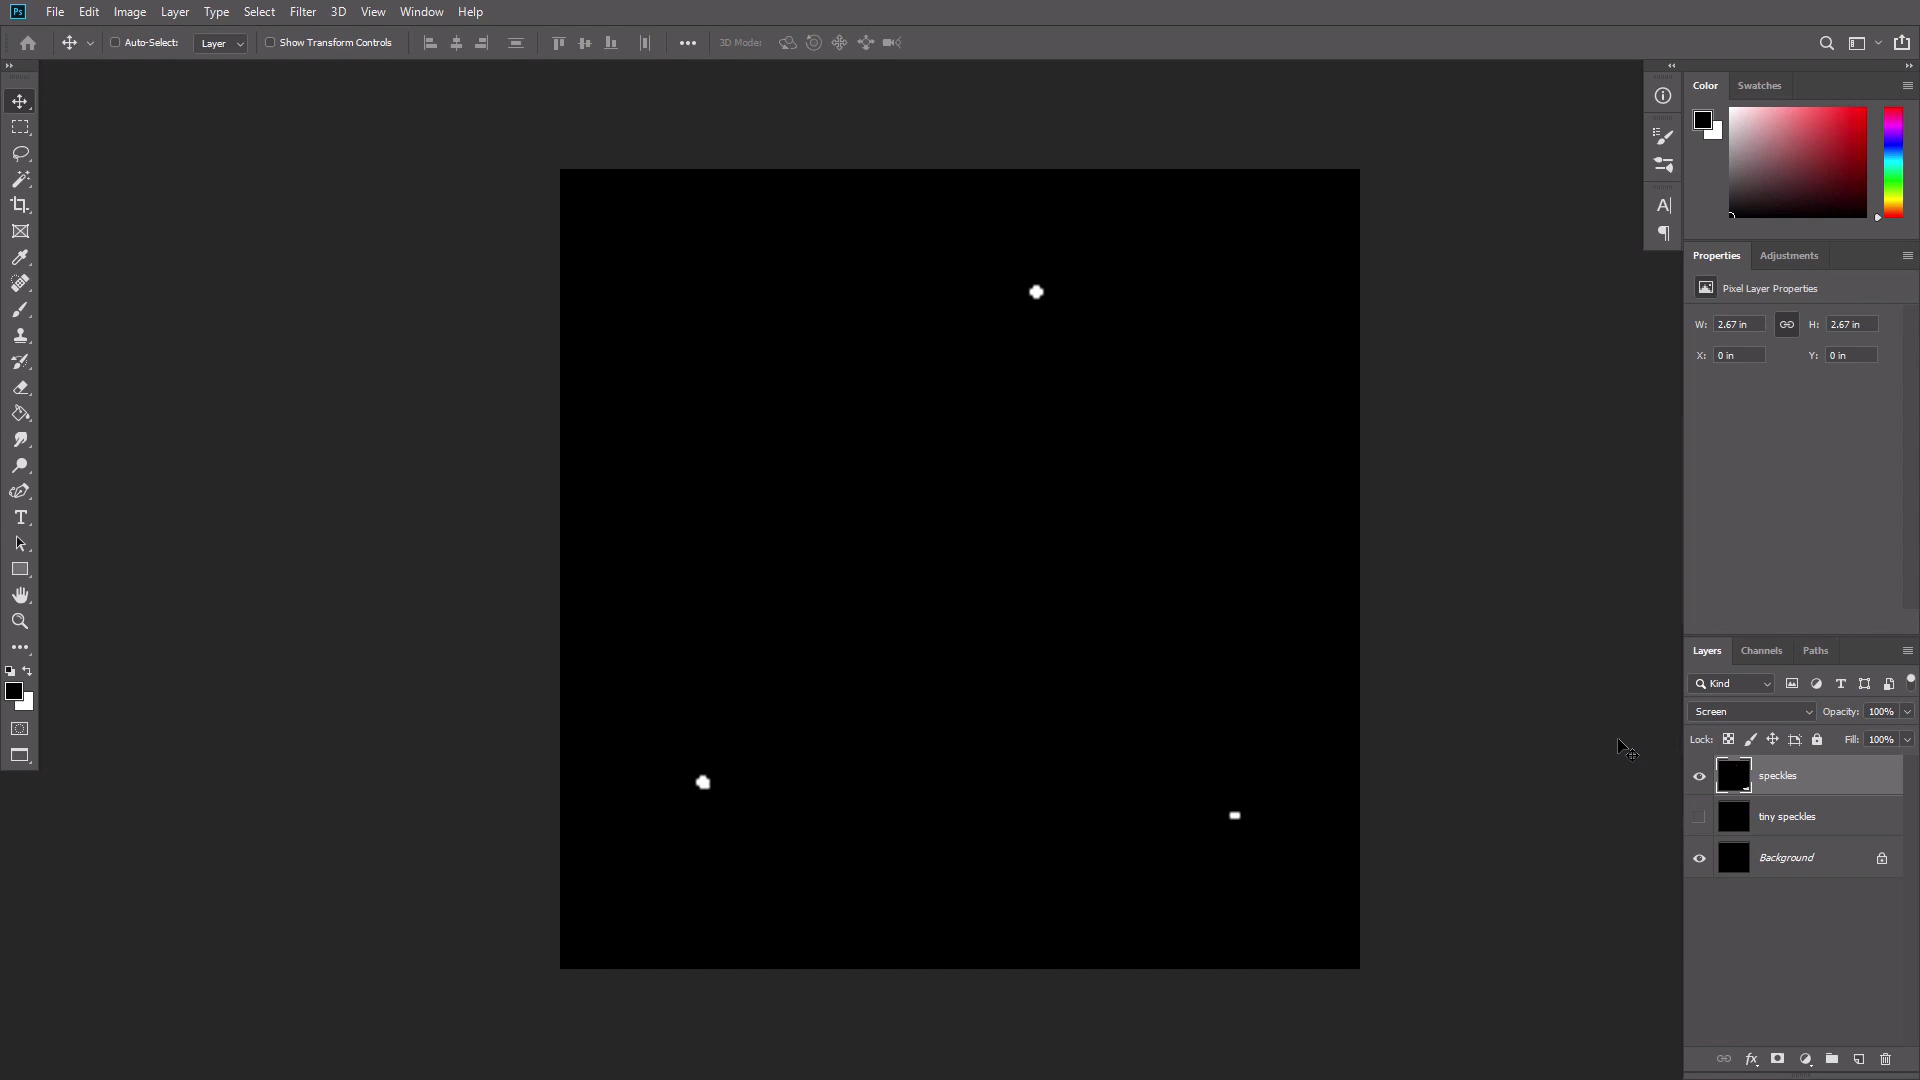 Ps File Edit Image Layer Type Select Filter 3D View Window Help
Auto-Select: Layer Show Transform Controls 3D Mode:
Color Swatches
Properties Adjustments
Pixel Layer Properties
W: 2.67 in H: 2.67 in
X: 0 in Y: 0 in
Layers Channels Paths
Kind
Screen Opacity: 100%
Lock: Fill: 100%
speckles
tiny speckles
Background